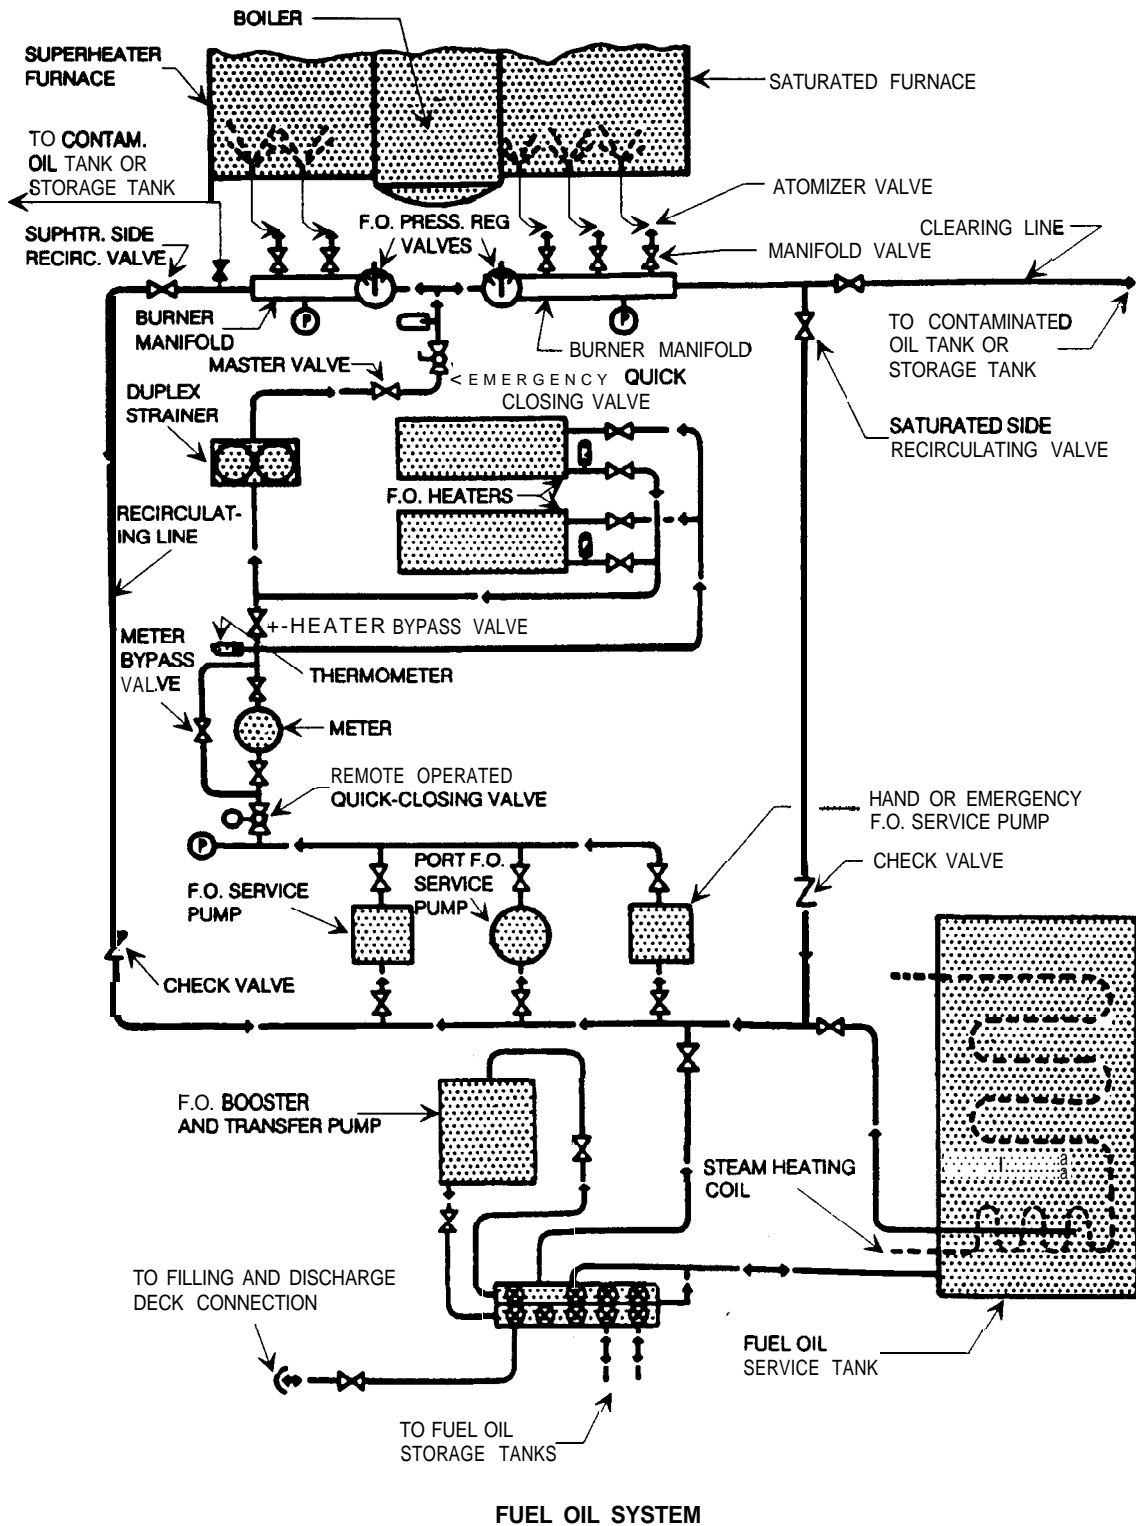 BOILER
SUPERHEATER
FURNACE
SATURATED FURNACE
TO CONTAM.
OIL TANK OR
STORAGE TANK
ATOMIZER VALVE
F.O. PRESS. REG
VALVES
CLEARING LINE
SUPHTR. SIDE
RECIRC. VALVE
MANIFOLD VALVE
BURNER
MANIFOLD
P
P
TO CONTAMINATED
OIL TANK OR
STORAGE TANK
BURNER MANIFOLD
MASTER VALVE
<EMERGENCY QUICK
CLOSING VALVE
DUPLEX
STRAINER
SATURATED SIDE
RECIRCULATING VALVE
F.O. HEATERS
RECIRCULAT-
ING LINE
+-HEATER BYPASS VALVE
METER
BYPASS
VALVE
THERMOMETER
METER
REMOTE OPERATED
QUICK-CLOSING VALVE
HAND OR EMERGENCY
F.O. SERVICE PUMP
P
PORT F.O.
SERVICE
PUMP
CHECK VALVE
F.O. SERVICE
PUMP
CHECK VALVE
F.O. BOOSTER
AND TRANSFER PUMP
STEAM HEATING
COIL
TO FILLING AND DISCHARGE
DECK CONNECTION
FUEL OIL
SERVICE TANK
TO FUEL OIL
STORAGE TANKS
FUEL OIL SYSTEM